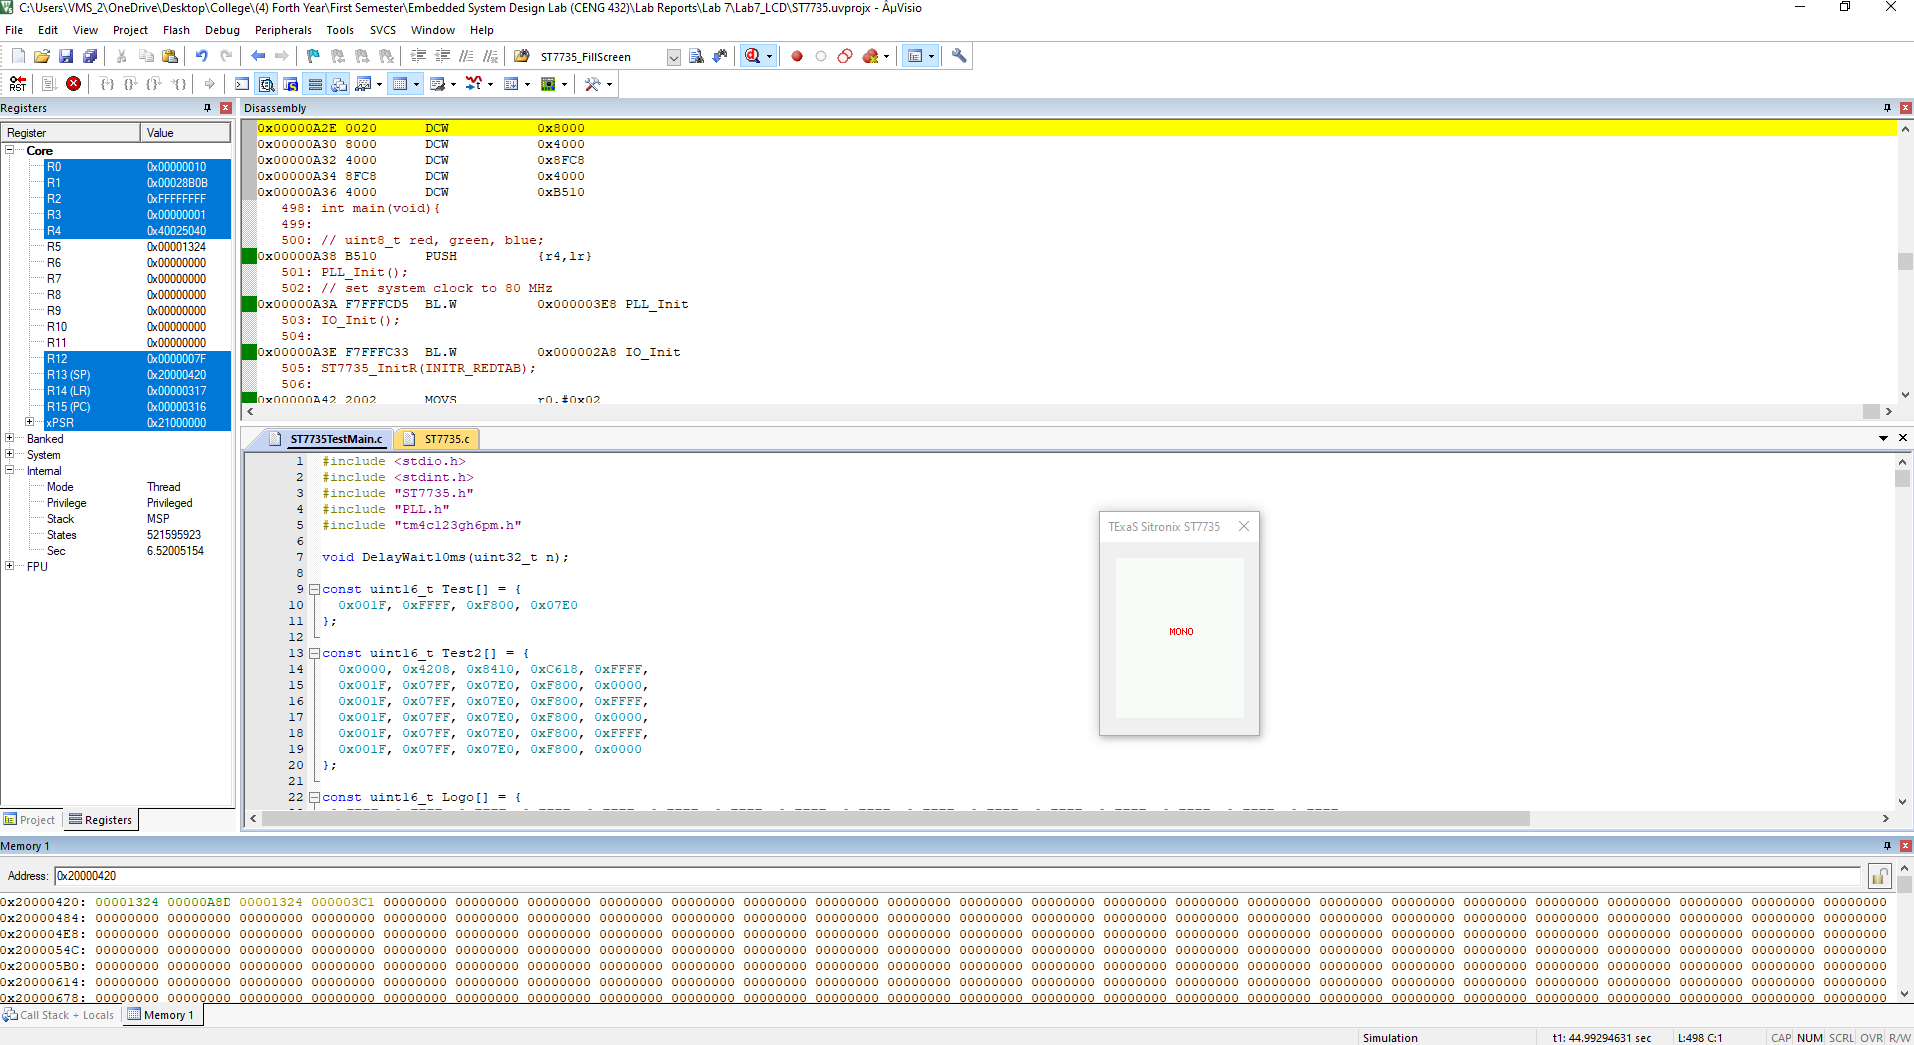 C:\Users\VMS_2\OneDrive\Desktop\College\(4) Forth Year\First Semester\Embedded System Design Lab (CENG 432)\Lab Reports\Lab 7\Lab7_LCD\ST7735.uvprojx - ÂµVisio
File Edit View Project Flash Debug Peripherals Tools SVCS Window Help
ST7735_FillScreen
RST
Registers
Register Value
Core
R0 0x00000010
R1 0x00028B0B
R2 0xFFFFFFFF
R3 0x00000001
R4 0x40025040
R5 0x00001324
R6 0x00000000
R7 0x00000000
R8 0x00000000
R9 0x00000000
R10 0x00000000
R11 0x00000000
R12 0x0000007F
R13 (SP) 0x20000420
R14 (LR) 0x00000317
R15 (PC) 0x00000316
xPSR 0x21000000
Banked
System
Internal
Mode Thread
Privilege Privileged
Stack MSP
States 521595923
Sec 6.52005154
FPU
Project Registers
Disassembly
0x00000A2E 0020 DCW 0x8000
0x00000A30 8000 DCW 0x4000
0x00000A32 4000 DCW 0x8FC8
0x00000A34 8FC8 DCW 0x4000
0x00000A36 4000 DCW 0xB510
498: int main(void){
499:
500: // uint8_t red, green, blue;
0x00000A38 B510 PUSH {r4,lr}
501: PLL_Init();
502: // set system clock to 80 MHz
0x00000A3A F7FFFCD5 BL.W 0x000003E8 PLL_Init
503: IO_Init();
504:
0x00000A3E F7FFFC33 BL.W 0x000002A8 IO_Init
505: ST7735_InitR(INITR_REDTAB);
506:
0x00000A42 2002 MOVS r0,#0x02
ST7735TestMain.c ST7735.c
1 #include <stdio.h>
2 #include <stdint.h>
3 #include "ST7735.h"
4 #include "PLL.h"
5 #include "tm4c123gh6pm.h"
6
7 void DelayWait10ms(uint32_t n);
8
9 const uint16_t Test[] = {
10 0x001F, 0xFFFF, 0xF800, 0x07E0
11 };
12
13 const uint16_t Test2[] = {
14 0x0000, 0x4208, 0x8410, 0xC618, 0xFFFF,
15 0x001F, 0x07FF, 0x07E0, 0xF800, 0x0000,
16 0x001F, 0x07FF, 0x07E0, 0xF800, 0xFFFF,
17 0x001F, 0x07FF, 0x07E0, 0xF800, 0x0000,
18 0x001F, 0x07FF, 0x07E0, 0xF800, 0xFFFF,
19 0x001F, 0x07FF, 0x07E0, 0xF800, 0x0000
20 };
21
22 const uint16_t Logo[] = {
TExaS Sitronix ST7735
MONO
Memory 1
Address: 0x20000420
0x20000420: 00001324 00000A8D 00001324 000003C1 00000000 00000000 00000000 00000000 00000000 00000000 00000000 00000000 00000000 00000000 00000000 00000000 00000000 00000000 00000000 00000000 00000000 00000000 00000000 00000000 00000000
0x20000484: 00000000 00000000 00000000 00000000 00000000 00000000 00000000 00000000 00000000 00000000 00000000 00000000 00000000 00000000 00000000 00000000 00000000 00000000 00000000 00000000 00000000 00000000 00000000 00000000 00000000
0x200004E8: 00000000 00000000 00000000 00000000 00000000 00000000 00000000 00000000 00000000 00000000 00000000 00000000 00000000 00000000 00000000 00000000 00000000 00000000 00000000 00000000 00000000 00000000 00000000 00000000 00000000
0x2000054C: 00000000 00000000 00000000 00000000 00000000 00000000 00000000 00000000 00000000 00000000 00000000 00000000 00000000 00000000 00000000 00000000 00000000 00000000 00000000 00000000 00000000 00000000 00000000 00000000 00000000
0x200005B0: 00000000 00000000 00000000 00000000 00000000 00000000 00000000 00000000 00000000 00000000 00000000 00000000 00000000 00000000 00000000 00000000 00000000 00000000 00000000 00000000 00000000 00000000 00000000 00000000 00000000
0x20000614: 00000000 00000000 00000000 00000000 00000000 00000000 00000000 00000000 00000000 00000000 00000000 00000000 00000000 00000000 00000000 00000000 00000000 00000000 00000000 00000000 00000000 00000000 00000000 00000000 00000000
0x20000678: 00000000 00000000 00000000 00000000 00000000 00000000 00000000 00000000 00000000 00000000 00000000 00000000 00000000 00000000 00000000 00000000 00000000 00000000 00000000 00000000 00000000 00000000 00000000 00000000 00000000
Call Stack + Locals Memory 1
Simulation t1: 44.99294631 sec L:498 C:1 CAP NUM SCRL OVR R/W